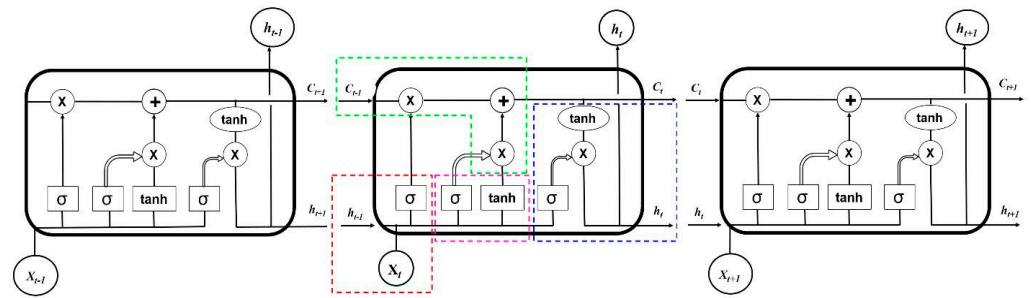 h_{t-1} h_t h_{t+1}
C_{t+1} C_{t-1} C_t C_t C_{t+1}
X + X + X +
tanh tanh tanh
X X X X X X
σ σ tanh σ σ σ tanh σ σ σ tanh σ
h_{t+1} h_{t-1} h_t h_t h_{t+1}
X_{t-1} X_t X_{t+1}